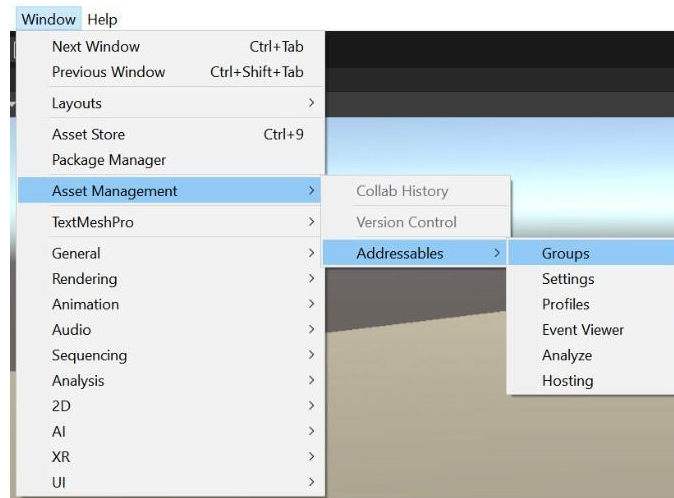 Window Help
Next Window Ctrl+Tab
Previous Window Ctrl+Shift+Tab
Layouts
Asset Store Ctrl+9
Package Manager
Asset Management
TextMeshPro
General
Rendering
Animation
Audio
Sequencing
Analysis
2D
AI
XR
UI
Collab History
Version Control
Addressables
Groups
Settings
Profiles
Event Viewer
Analyze
Hosting